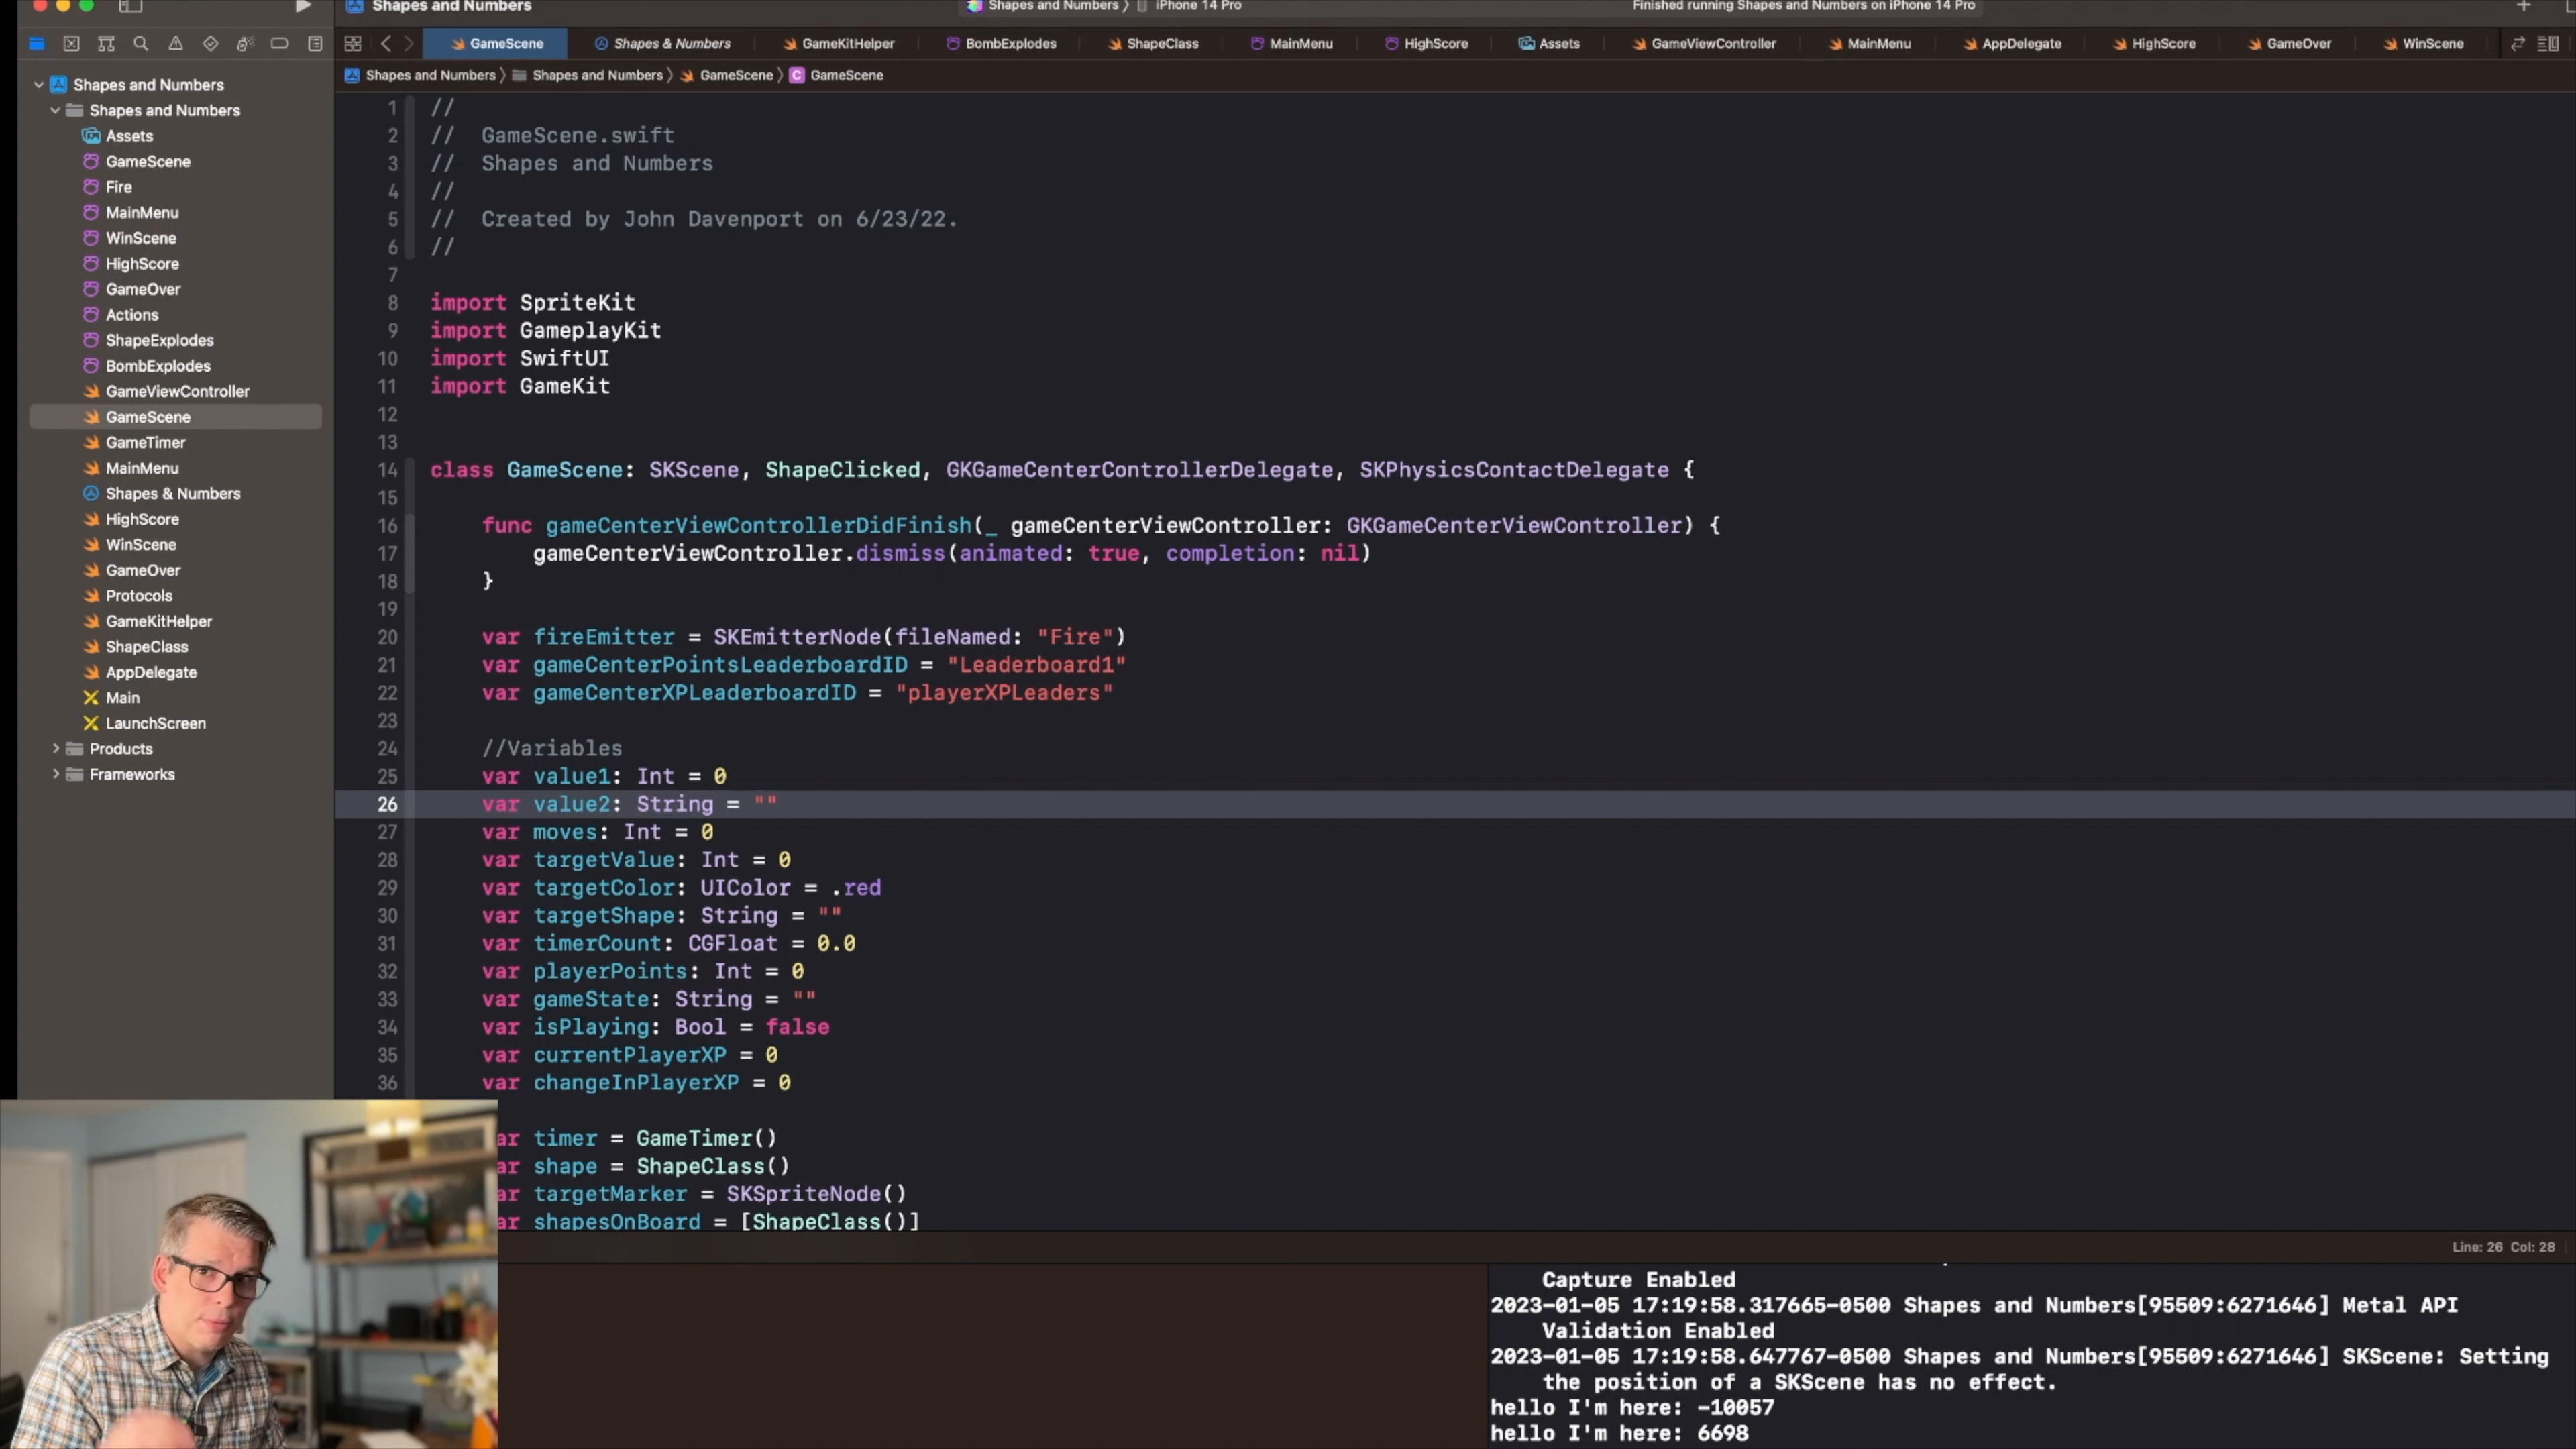 Shapes and Numbers
Shapes and Numbers
iPhone 14 Pro
Finished running Shapes and Numbers on iPhone 14 Pro
GameScene
Shapes & Numbers
GameKitHelper
BombExplodes
ShapeClass
MainMenu
HighScore
Assets
GameViewController
MainMenu
AppDelegate
HighScore
GameOver
WinScene
Shapes and Numbers
Shapes and Numbers
GameScene
C GameScene
Shapes and Numbers
Shapes and Numbers
Assets
GameScene
Fire
MainMenu
WinScene
HighScore
GameOver
Actions
ShapeExplodes
BombExplodes
GameViewController
GameScene
GameTimer
MainMenu
Shapes & Numbers
HighScore
WinScene
GameOver
Protocols
GameKitHelper
ShapeClass
AppDelegate
Main
LaunchScreen
Products
Frameworks
1 //
2 // GameScene.swift
3 // Shapes and Numbers
4 //
5 // Created by John Davenport on 6/23/22.
6 //
7
8 import SpriteKit
9 import GameplayKit
10 import SwiftUI
11 import GameKit
12
13
14 class GameScene: SKScene, ShapeClicked, GKGameCenterControllerDelegate, SKPhysicsContactDelegate {
15
16 func gameCenterViewControllerDidFinish(_ gameCenterViewController: GKGameCenterViewController) {
17 gameCenterViewController.dismiss(animated: true, completion: nil)
18 }
19
20 var fireEmitter = SKEmitterNode(fileNamed: "Fire")
21 var gameCenterPointsLeaderboardID = "Leaderboard1"
22 var gameCenterXPLeaderboardID = "playerXPLeaders"
23
24 //Variables
25 var value1: Int = 0
26 var value2: String = ""
27 var moves: Int = 0
28 var targetValue: Int = 0
29 var targetColor: UIColor = .red
30 var targetShape: String = ""
31 var timerCount: CGFloat = 0.0
32 var playerPoints: Int = 0
33 var gameState: String = ""
34 var isPlaying: Bool = false
35 var currentPlayerXP = 0
36 var changeInPlayerXP = 0
ar timer = GameTimer()
ar shape = ShapeClass()
ar targetMarker = SKSpriteNode()
ar shapesOnBoard = [ShapeClass()]
Line: 26 Col: 28
Capture Enabled
2023-01-05 17:19:58.317665-0500 Shapes and Numbers[95509:6271646] Metal API
Validation Enabled
2023-01-05 17:19:58.647767-0500 Shapes and Numbers[95509:6271646] SKScene: Setting
the position of a SKScene has no effect.
hello I'm here: -10057
hello I'm here: 6698